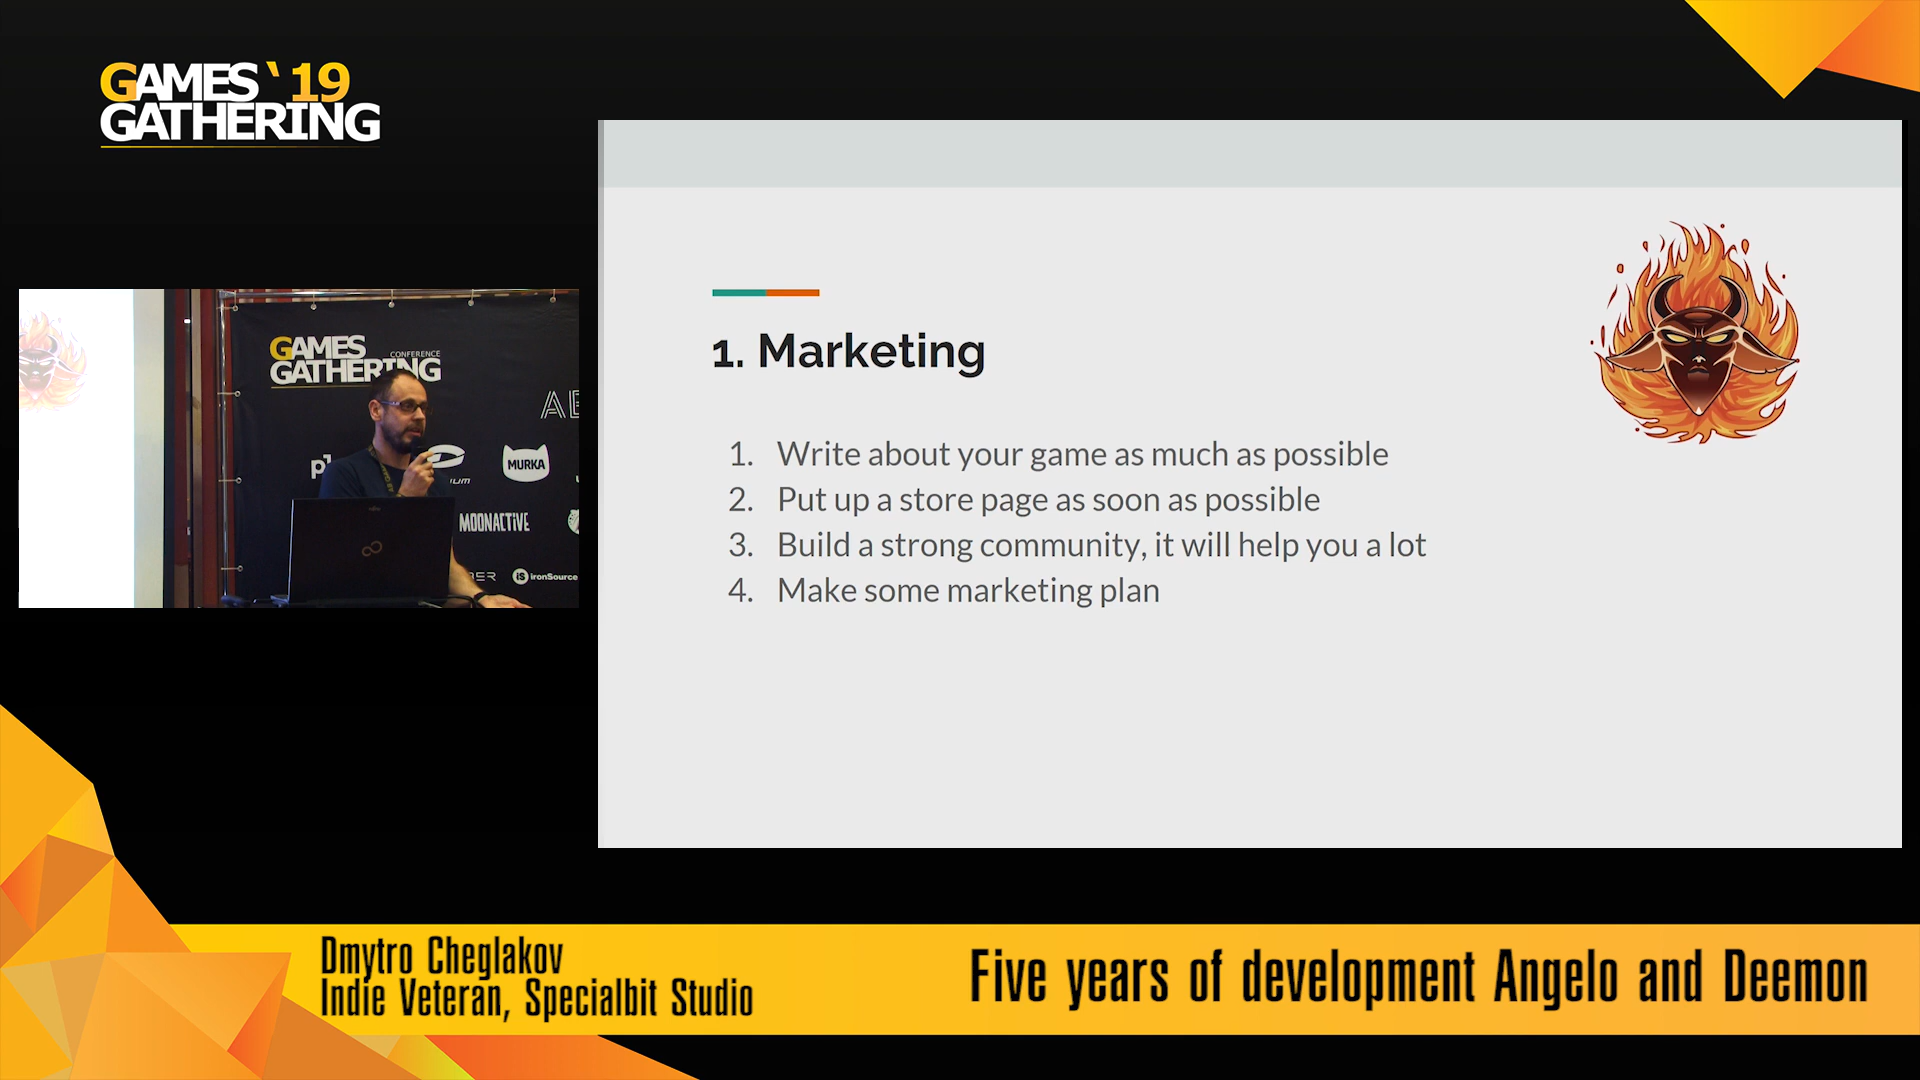 GAMES `19
GATHERING
1. Marketing
1. Write about your game as much as possible
2. Put up a store page as soon as possible
3. Build a strong community, it will help you a lot
4. Make some marketing plan
GAMES
CONFERENCE
GATHERING
MURKA
MOONACTIVE
iS ironSource
Dmytro Cheglakov
Indie Veteran, Specialbit Studio
Five years of development Angelo and Deemon